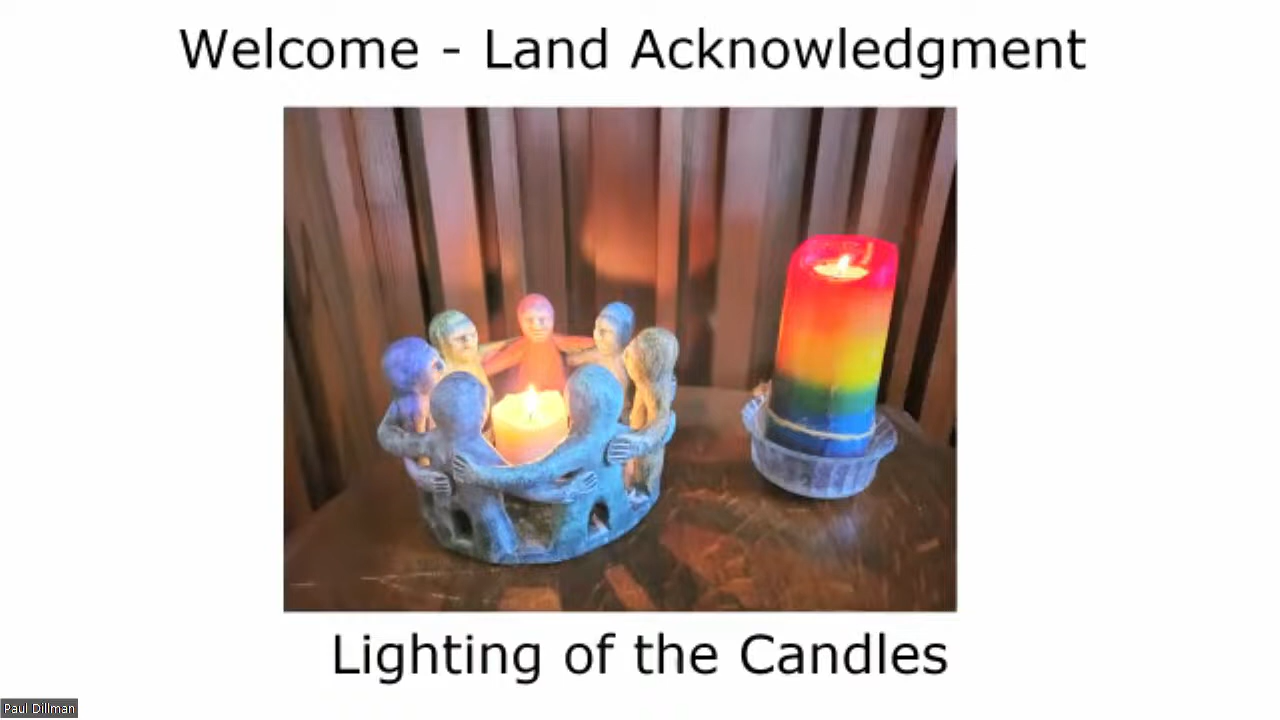 Welcome - Land Acknowledgment
Lighting of the Candles
Paul Dillman